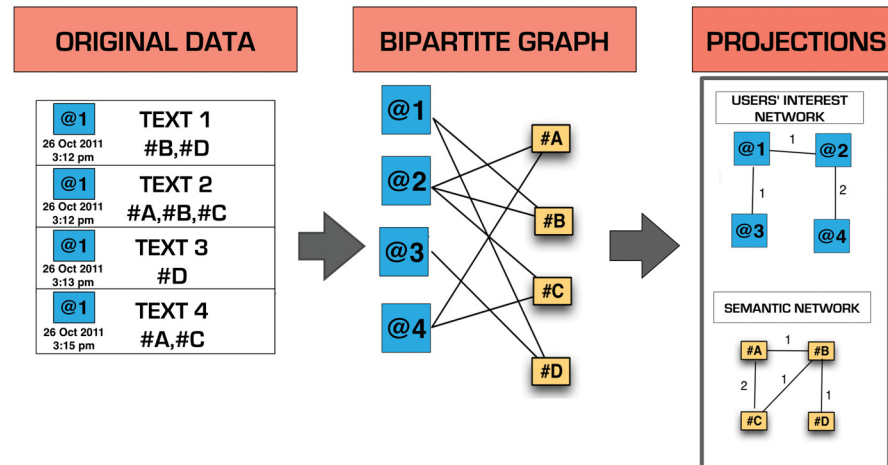 ORIGINAL DATA
@1
26 Oct 2011
3:12 pm
TEXT 1
#B,#D
@1
26 Oct 2011
3:12 pm
TEXT 2
#A,#B,#C
@1
26 Oct 2011
3:13 pm
TEXT 3
#D
@1
26 Oct 2011
3:15 pm
TEXT 4
#A,#C
BIPARTITE GRAPH
@1
@2
@3
@4
#A
#B
#C
#D
PROJECTIONS
USERS' INTEREST
NETWORK
@1
1
@2
1
2
@3
@4
SEMANTIC NETWORK
#A
1
#B
2
1
1
#C
#D